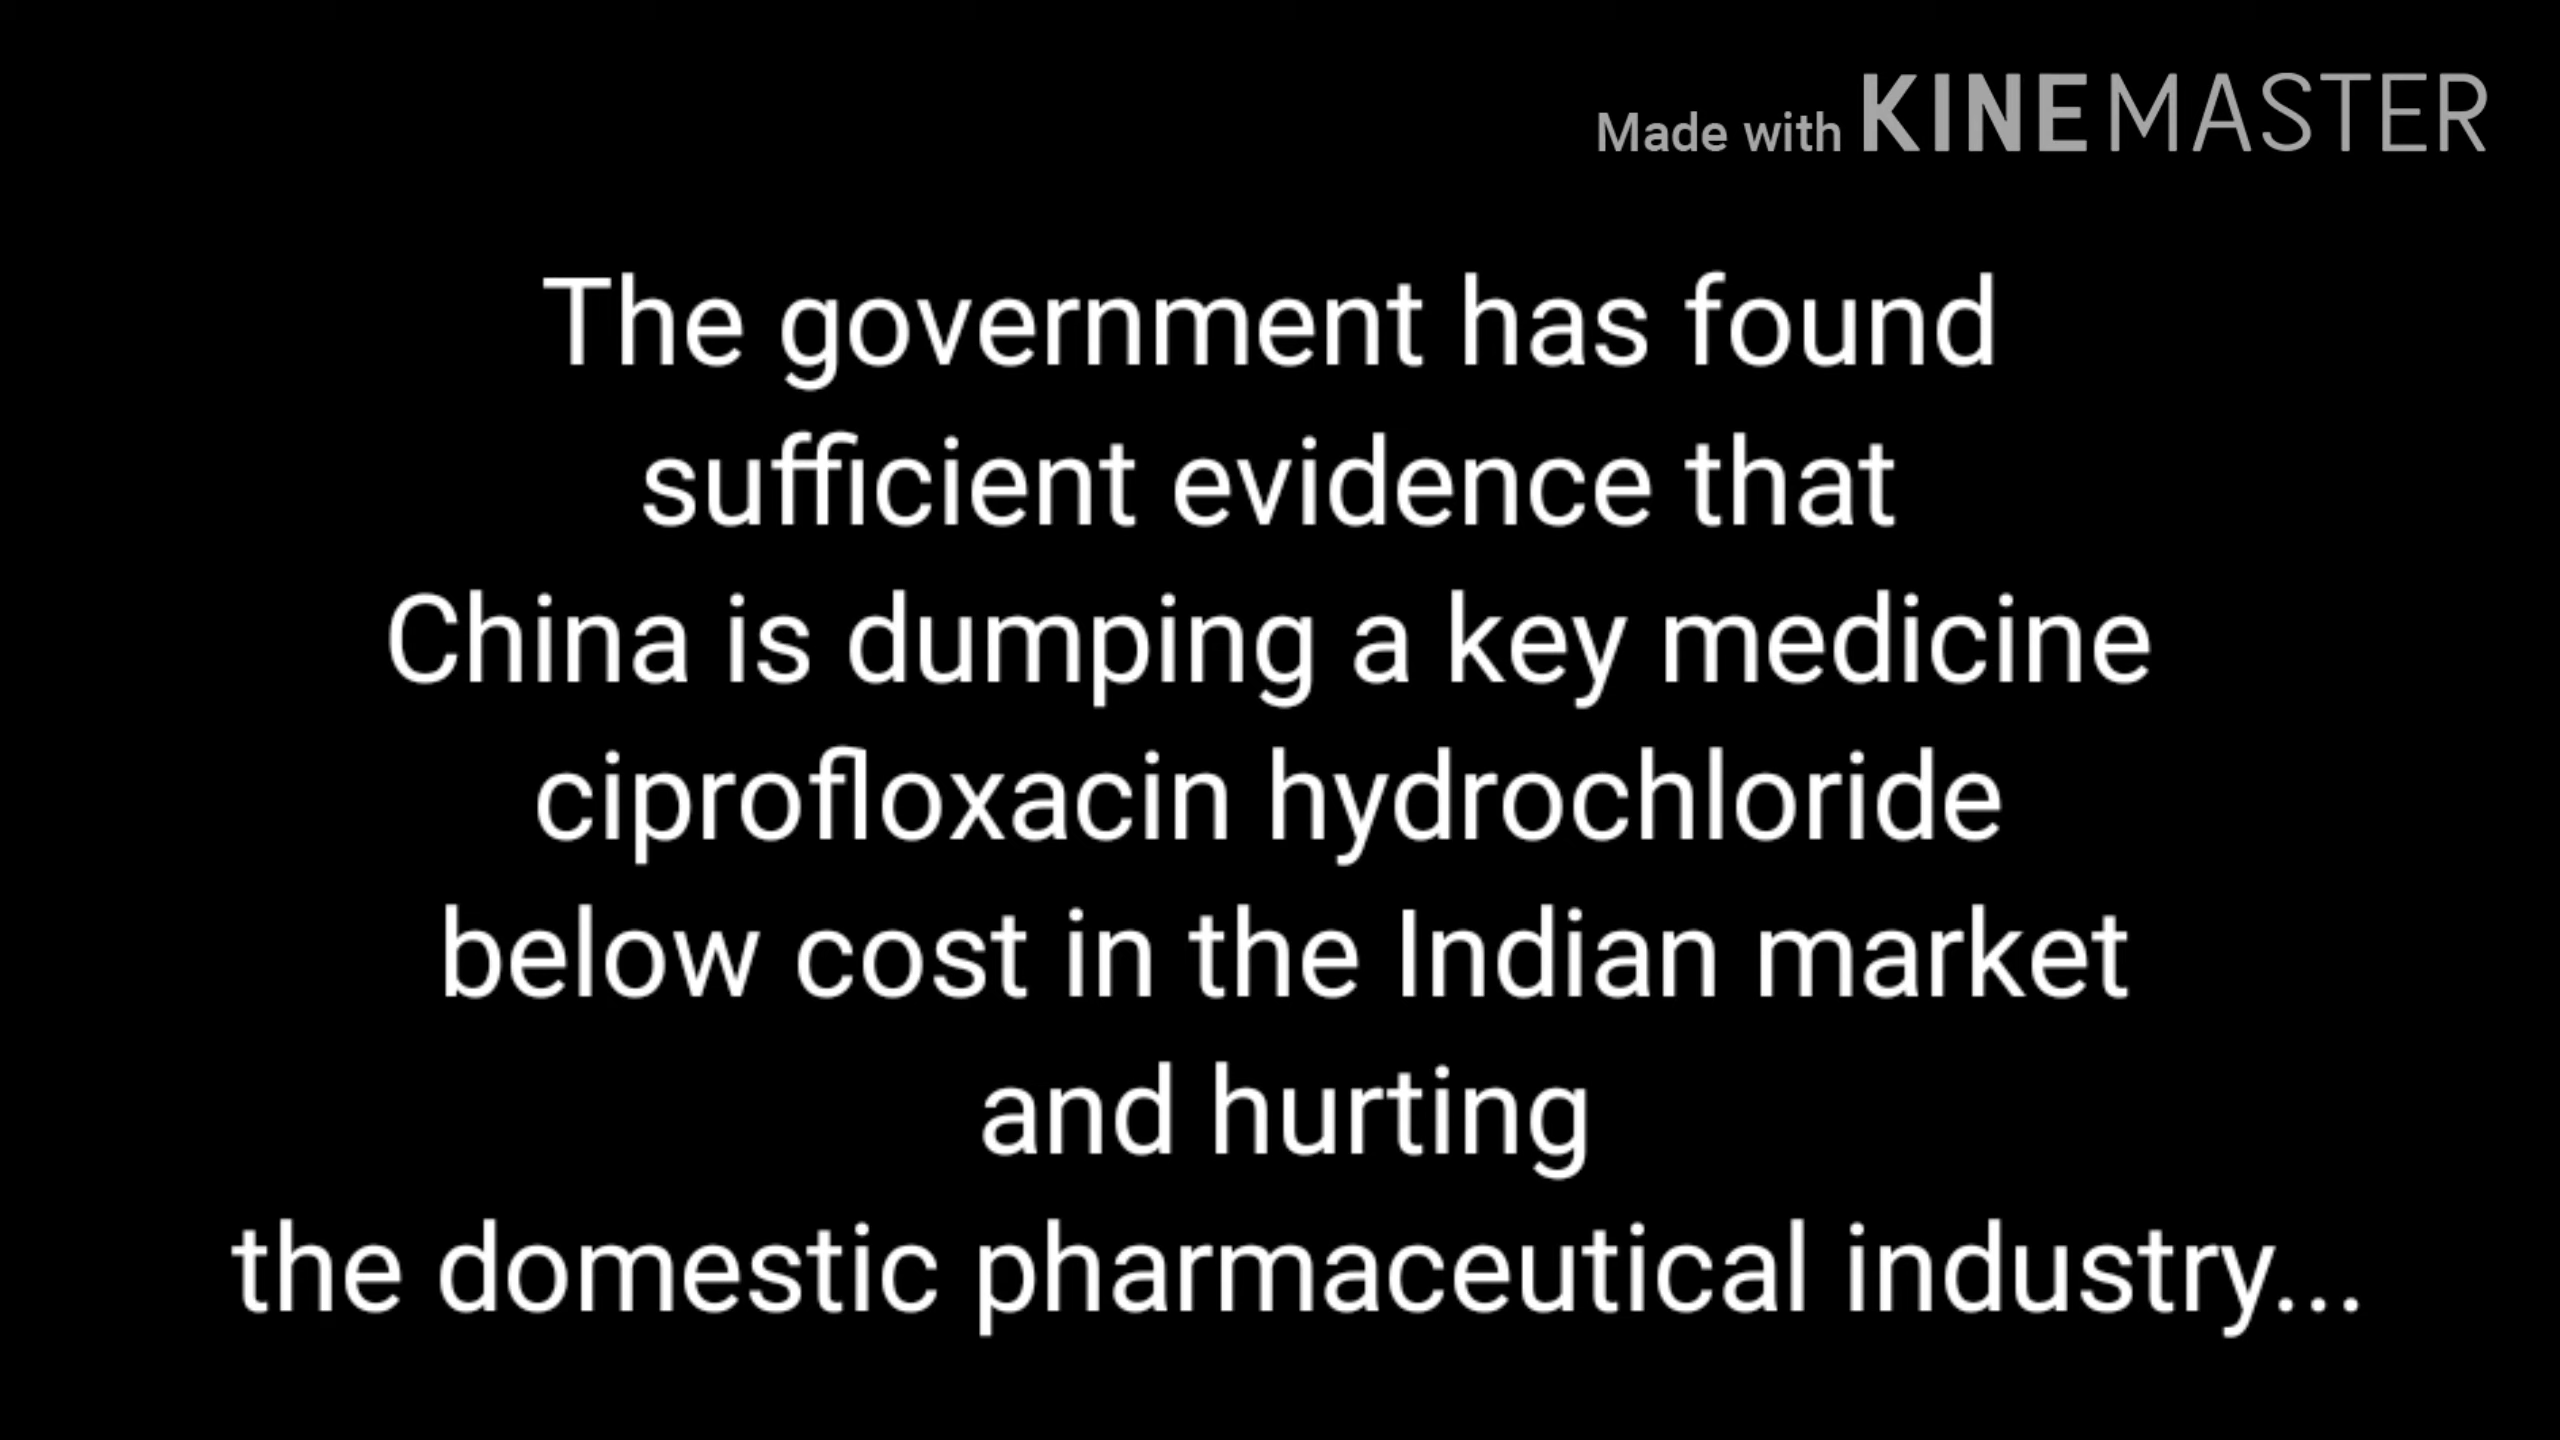 Made with KINEMASTER
The government has found
sufficient evidence that
China is dumping a key medicine
ciprofloxacin hydrochloride
below cost in the Indian market
and hurting
the domestic pharmaceutical industry...